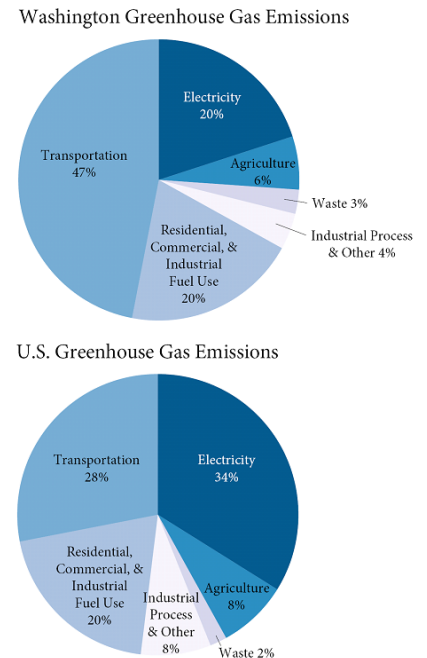 Washington Greenhouse Gas Emissions
Electricity
20%
Transportation
47%
Agriculture
6%
Waste 3%
Residential,
Commercial, &
Industrial
Fuel Use
20%
Industrial Process
& Other 4%
U.S. Greenhouse Gas Emissions
Transportation
28%
Electricity
34%
Residential,
Commercial, &
Industrial
Fuel Use
20%
Industrial
Process
& Other
8%
Agriculture
8%
Waste 2%